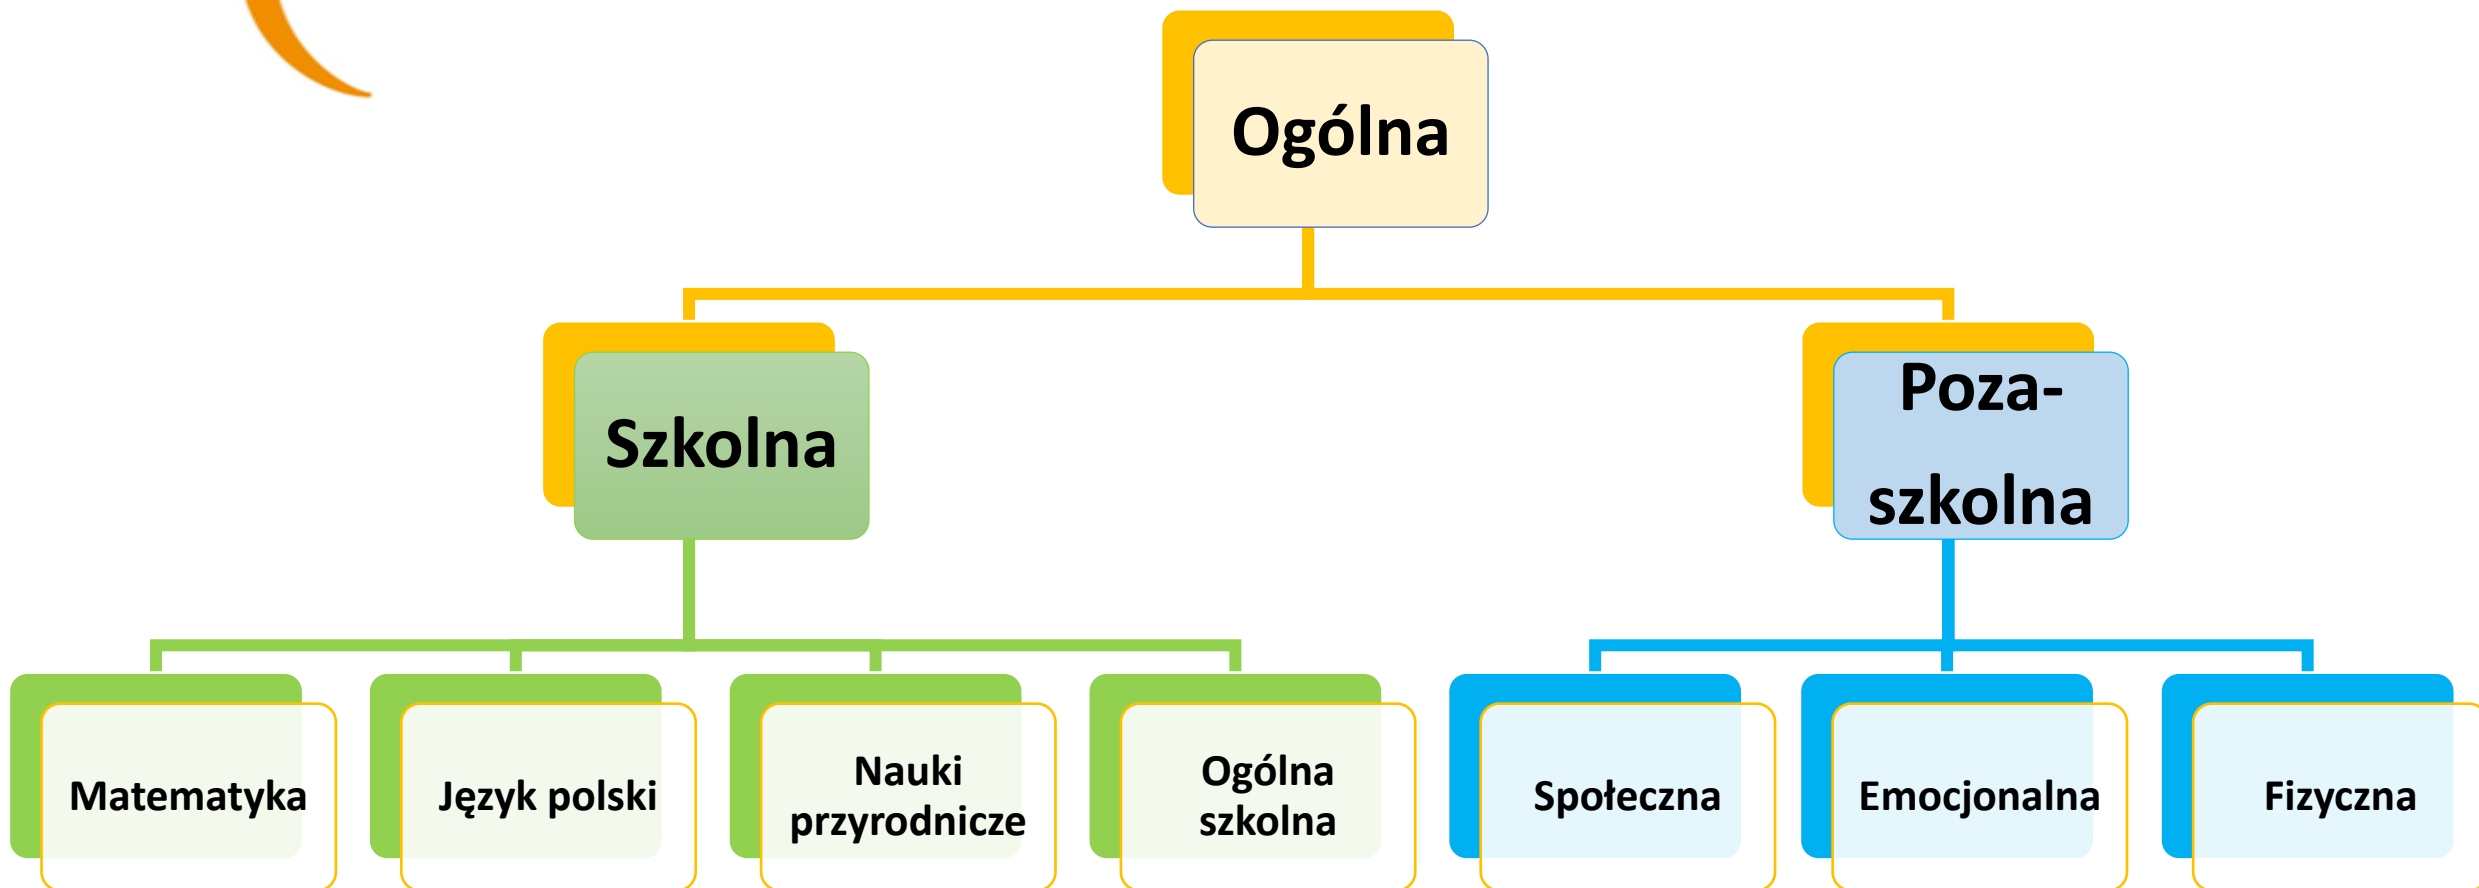 Ogólna
Szkolna
Poza-
szkolna
Matematyka
Język polski
Nauki
przyrodnicze
Ogólna
szkolna
Społeczna
Emocjonalna
Fizyczna